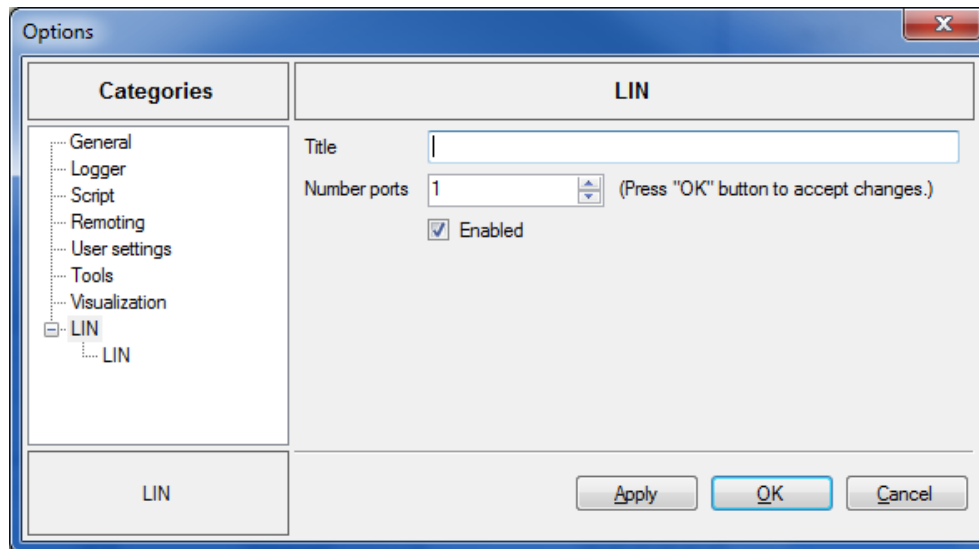 Options
Categories
General
Logger
Script
Remoting
User settings
Tools
Visualization
LIN
LIN
LIN
LIN
Title
Number ports 1 (Press "OK" button to accept changes.)
Enabled
Apply OK Cancel